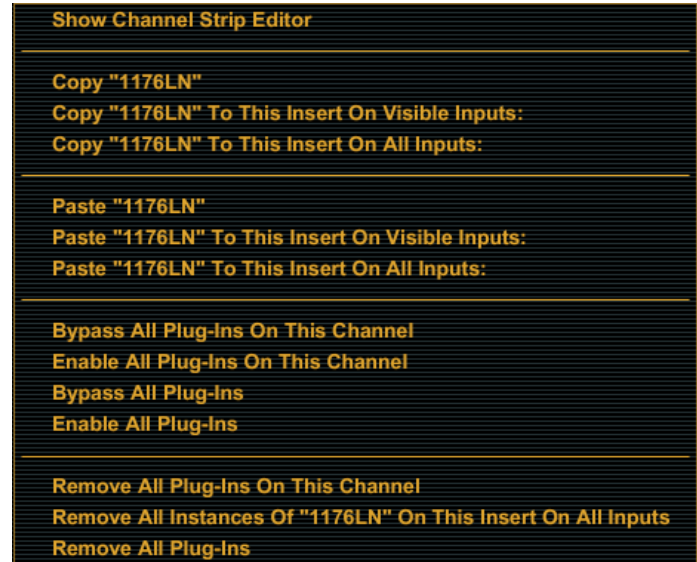 Show Channel Strip Editor
Copy "1176LN"
Copy "1176LN" To This Insert On Visible Inputs:
Copy "1176LN" To This Insert On All Inputs:
Paste "1176LN"
Paste "1176LN" To This Insert On Visible Inputs:
Paste "1176LN" To This Insert On All Inputs:
Bypass All Plug-Ins On This Channel
Enable All Plug-Ins On This Channel
Bypass All Plug-Ins
Enable All Plug-Ins
Remove All Plug-Ins On This Channel
Remove All Instances Of "1176LN" On This Insert On All Inputs
Remove All Plug-Ins